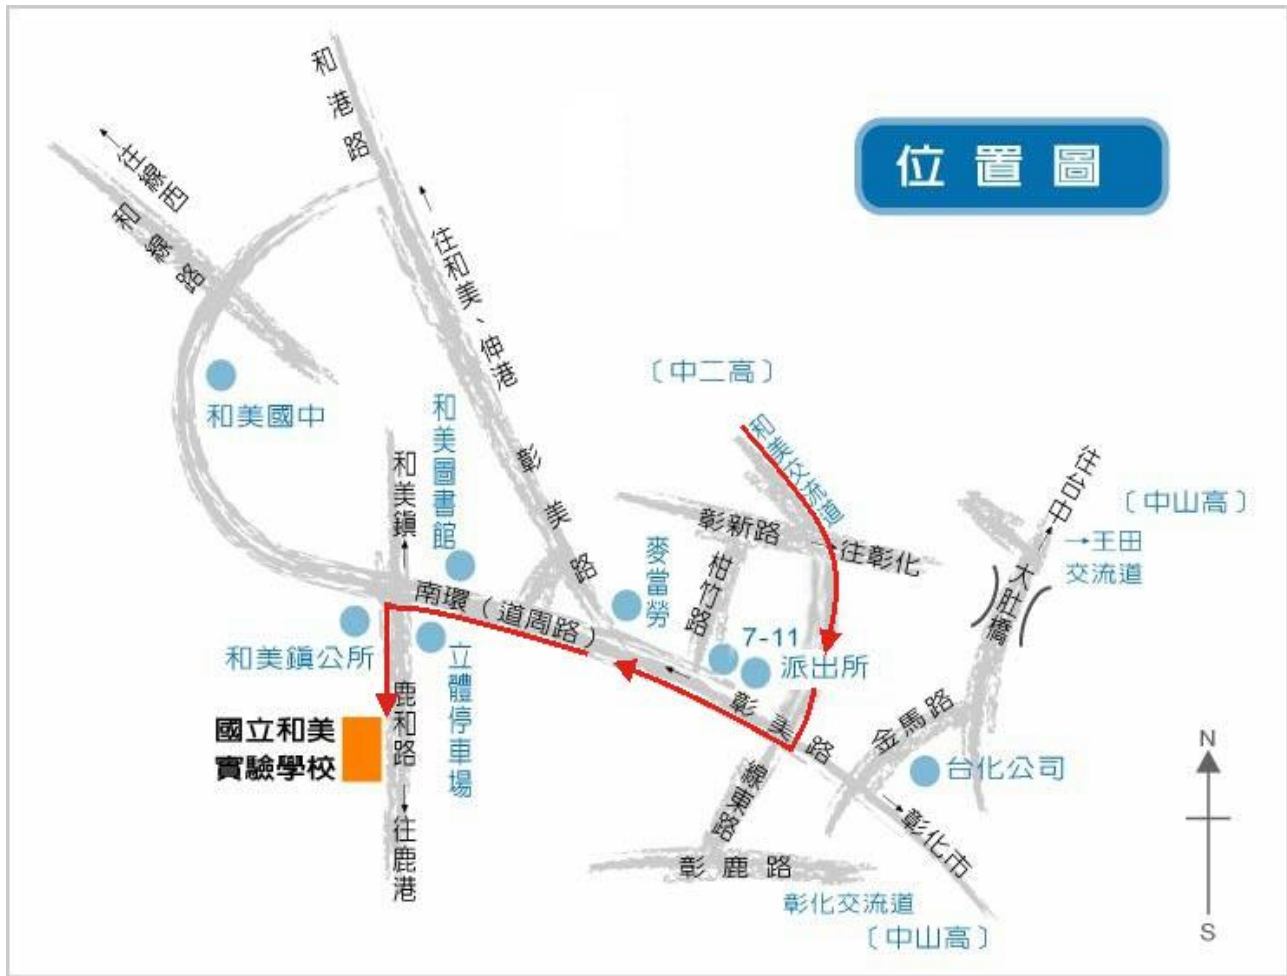 位置圖
和港路
往線西
和線路
往和美、伸港
〔中二高〕
和美交流道
和美國中
和美圖書館
和美鎮
彰美路
麥當勞
彰新路
往彰化
柑竹路
往台中
〔中山高〕
王田
交流道
大肚橋
南環（道周路）
7-11
派出所
和美鎮公所
立體停車場
鹿和路
國立和美
實驗學校
彰美路
金馬路
台化公司
線東路
彰化市
往鹿港
彰鹿路
彰化交流道
〔中山高〕
N
S